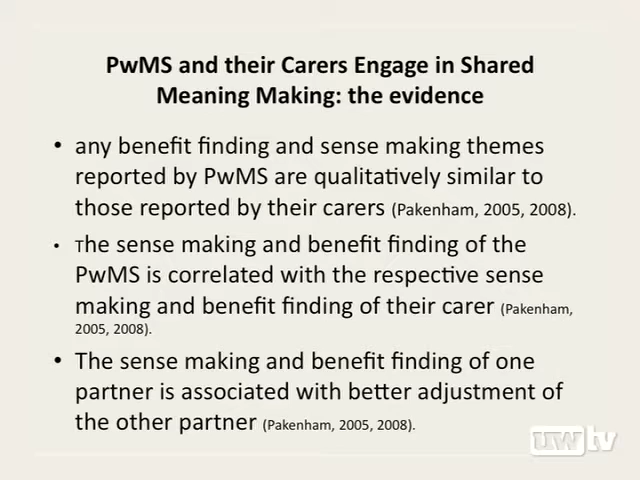 PwMS and their Carers Engage in Shared
Meaning Making: the evidence
• any benefit finding and sense making themes
reported by PwMS are qualitatively similar to
those reported by their carers (Pakenham, 2005, 2008).
• The sense making and benefit finding of the
PwMS is correlated with the respective sense
making and benefit finding of their carer (Pakenham,
2005, 2008).
• The sense making and benefit finding of one
partner is associated with better adjustment of
the other partner (Pakenham, 2005, 2008).
uwtv